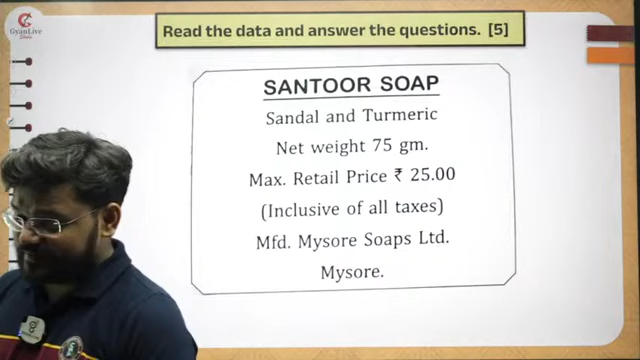 GyanLive
Read the data and answer the questions. [5]
SANTOOR SOAP
Sandal and Turmeric
Net weight 75 gm.
Max. Retail Price ₹ 25.00
(Inclusive of all taxes)
Mfd. Mysore Soaps Ltd.
Mysore.